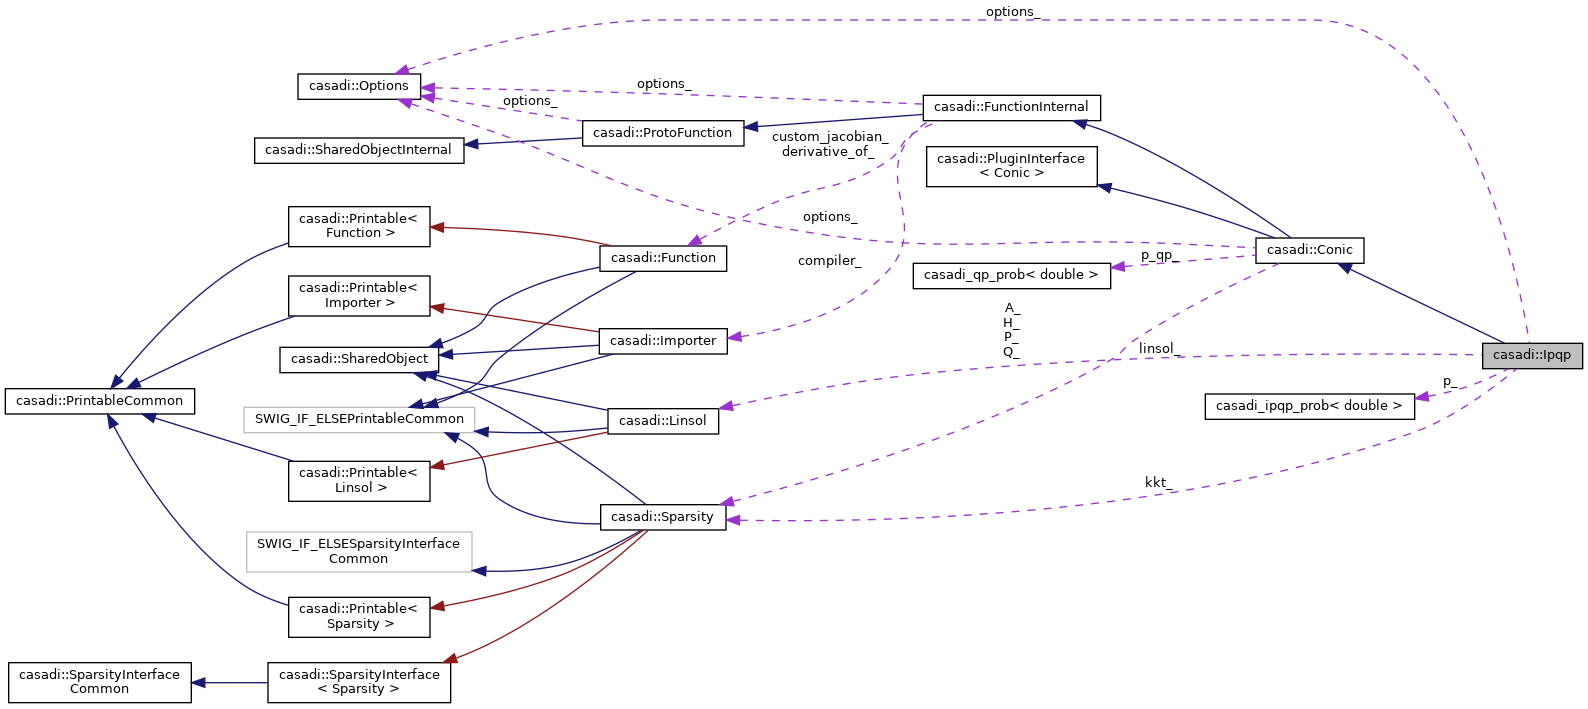 options_
casadi::Options
options_
options_
casadi::FunctionInternal
casadi::ProtoFunction
custom_jacobian_
derivative_of_
casadi::SharedObjectInternal
casadi::PluginInterface
< Conic >
casadi::Printable<
Function >
options_
casadi::Function
compiler_
casadi::Conic
p_qp_
casadi_qp_prob< double >
casadi::Printable<
Importer >
A_
H_
P_
Q_
casadi::Importer
casadi::SharedObject
linsol_
casadi::Ipqp
p_
casadi::PrintableCommon
casadi_ipqp_prob< double >
SWIG_IF_ELSEPrintableCommon
casadi::Linsol
casadi::Printable<
Linsol >
kkt_
casadi::Sparsity
SWIG_IF_ELSESparsityInterface
Common
casadi::Printable<
Sparsity >
casadi::SparsityInterface
Common
casadi::SparsityInterface
< Sparsity >